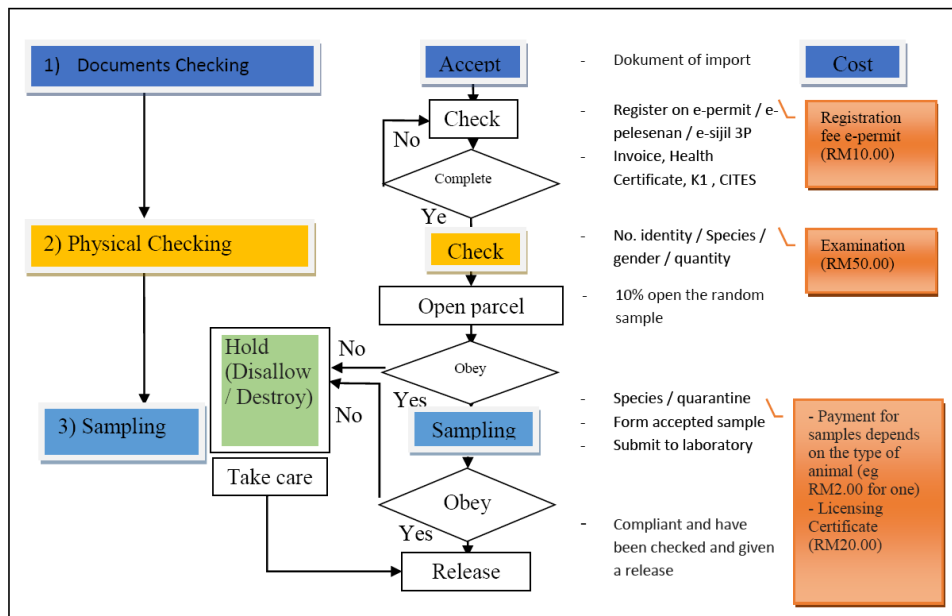 1) Documents Checking
Accept
- Dokument of import
Cost
Check
No
- Register on e-permit / e-
pelesenan / e-sijil 3P
- Invoice, Health
Certificate, K1 , CITES
Registration
fee e-permit
(RM10.00)
Complete
Ye
2) Physical Checking
Check
- No. identity / Species /
gender / quantity
Examination
(RM50.00)
Open parcel
- 10% open the random
sample
Hold
(Disallow
/ Destroy)
No
Obey
No
Yes
3) Sampling
Sampling
- Species / quarantine
- Form accepted sample
- Submit to laboratory
- Payment for
samples depends
on the type of
animal (eg
RM2.00 for one)
- Licensing
Certificate
(RM20.00)
Take care
Obey
Yes
- Compliant and have
been checked and given
a release
Release